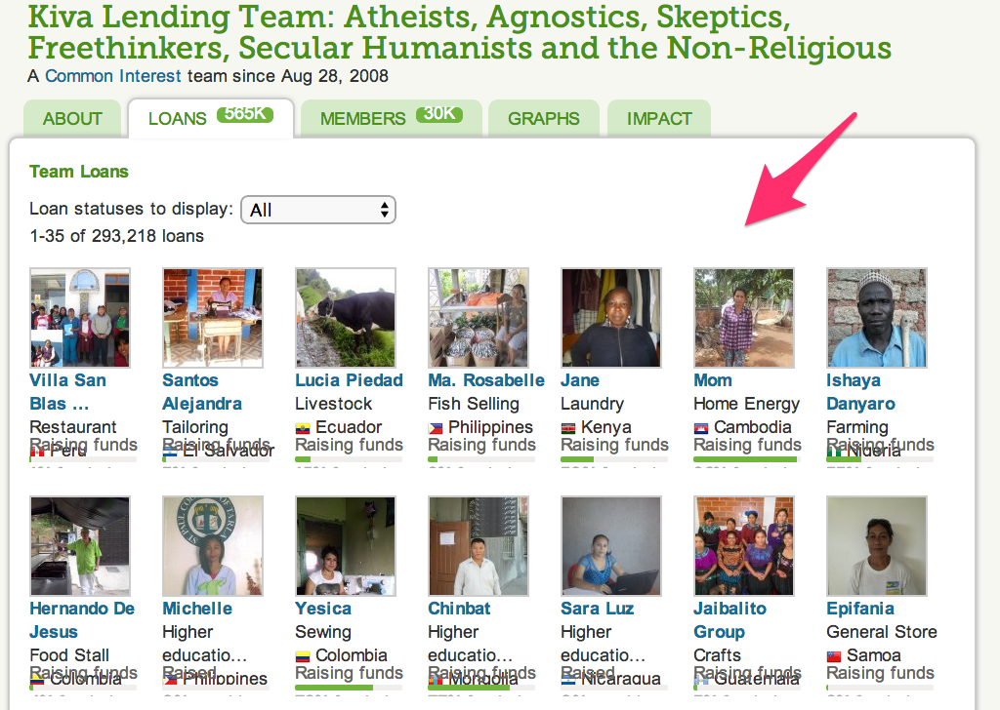 Kiva Lending Team: Atheists, Agnostics, Skeptics,
Freethinkers, Secular Humanists and the Non-Religious
A Common Interest team since Aug 28, 2008
ABOUT LOANS 565K MEMBERS 30K GRAPHS IMPACT
Team Loans
Loan statuses to display: All
1-35 of 293,218 loans
Villa San Santos Lucia Piedad Ma. Rosabelle Jane Mom Ishaya
Blas ... Alejandra Livestock Fish Selling Laundry Home Energy Danyaro
Restaurant Tailoring Ecuador Philippines Kenya Cambodia Farming
Raising funds Raising funds Raising funds Raising funds Raising funds Raising funds Raising funds
Peru El Salvador Nigeria
Hernando De Michelle Yesica Chinbat Sara Luz Jaibalito Epifania
Jesus Higher Sewing Higher Higher Group General Store
Food Stall educatio... Colombia educatio... educatio... Crafts Samoa
Raising funds Raised Raising funds Raising funds Raised Raising funds Raising funds
Colombia Philippines Mongolia Nicaragua Guatemala